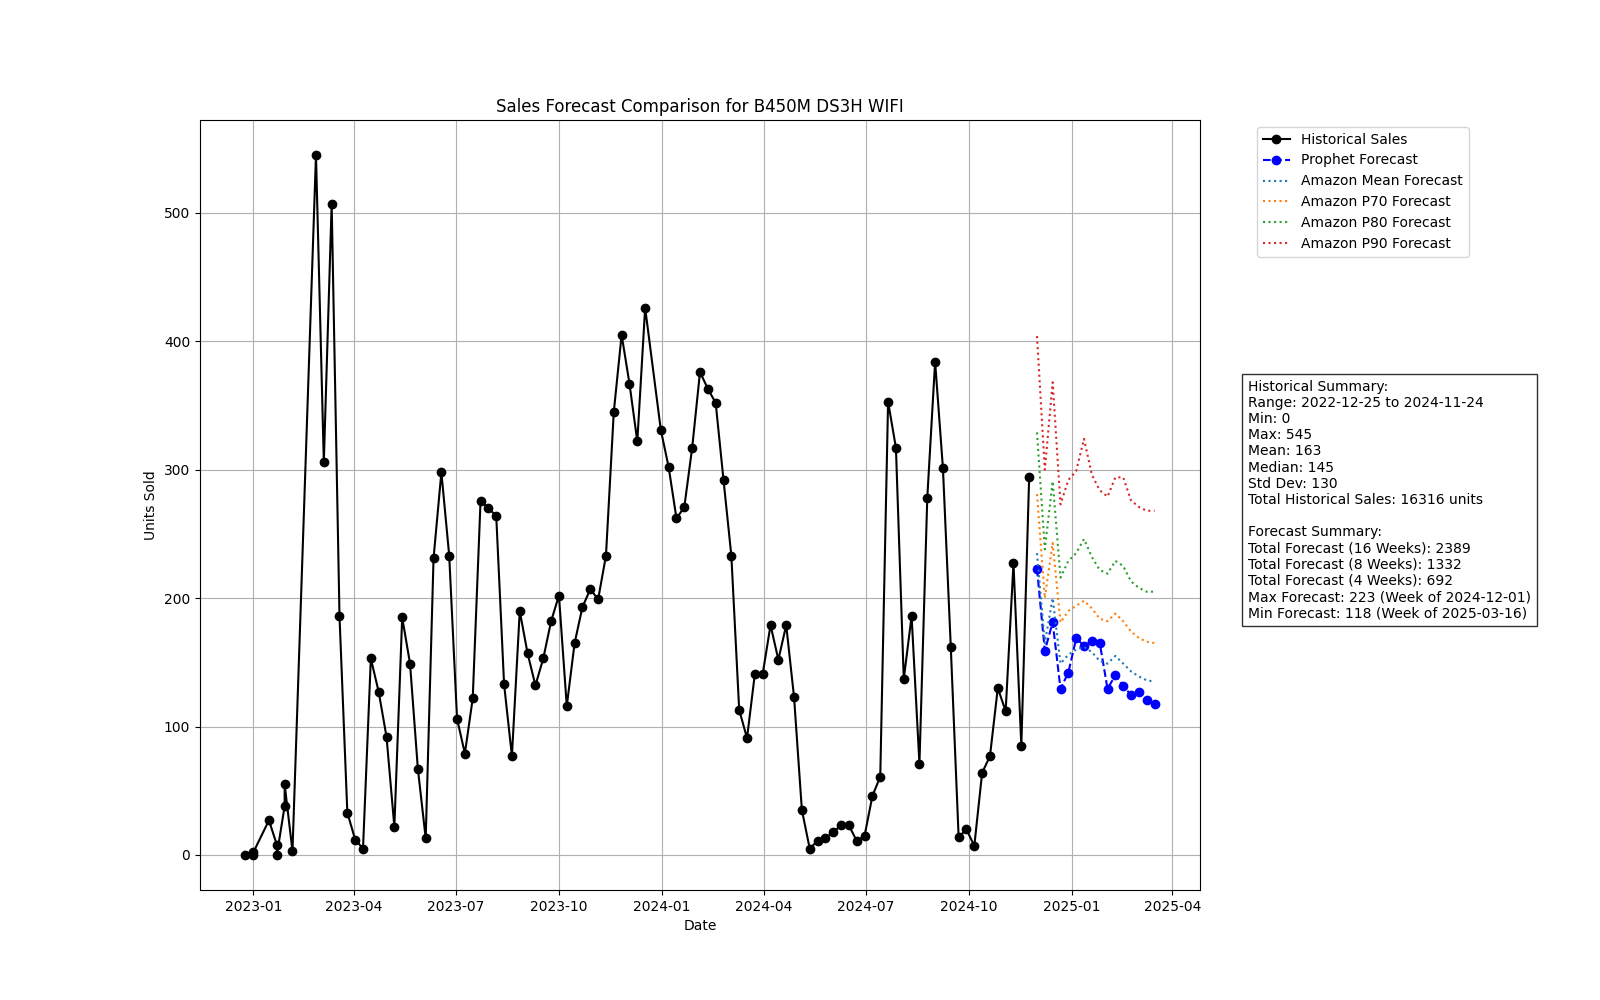 Sales Forecast Comparison for B450M DS3H WIFI
Historical Sales
Prophet Forecast
Amazon Mean Forecast
Amazon P70 Forecast
Amazon P80 Forecast
Amazon P90 Forecast
Units Sold
500
400
300
200
100
0
Historical Summary:
Range: 2022-12-25 to 2024-11-24
Min: 0
Max: 545
Mean: 163
Median: 145
Std Dev: 130
Total Historical Sales: 16316 units
Forecast Summary:
Total Forecast (16 Weeks): 2389
Total Forecast (8 Weeks): 1332
Total Forecast (4 Weeks): 692
Max Forecast: 223 (Week of 2024-12-01)
Min Forecast: 118 (Week of 2025-03-16)
2023-01 2023-04 2023-07 2023-10 2024-01 2024-04 2024-07 2024-10 2025-01 2025-04
Date